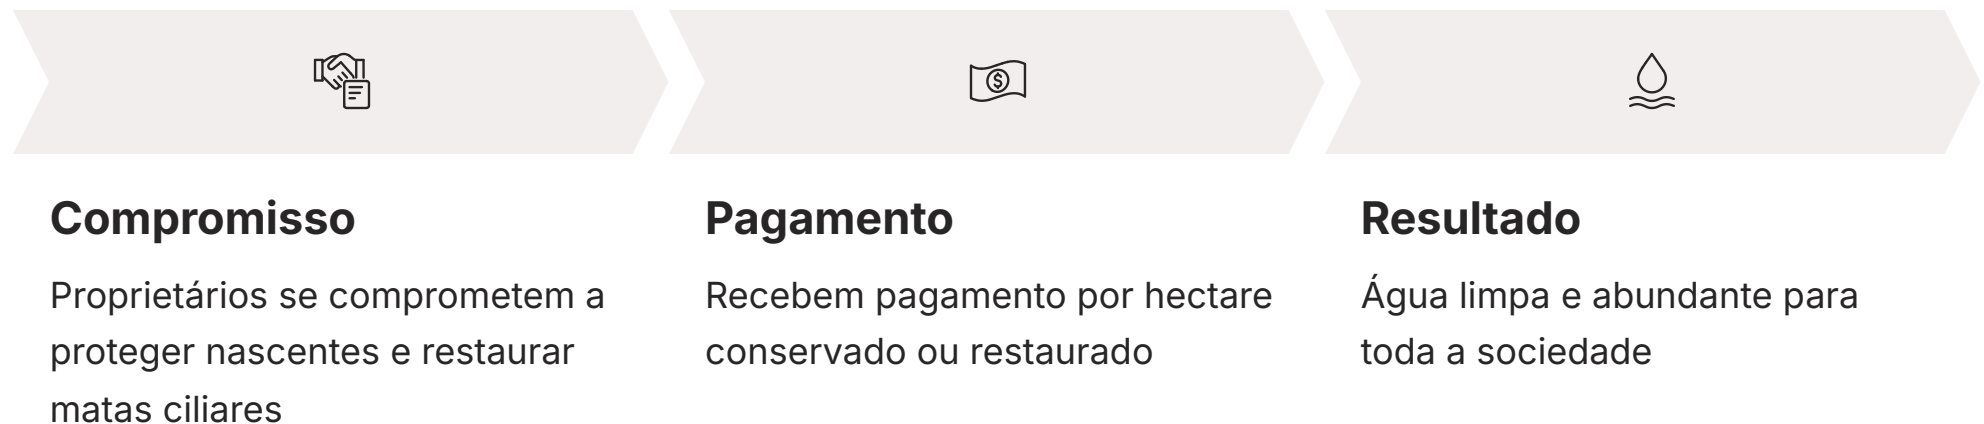 Compromisso
Proprietários se comprometem a
proteger nascentes e restaurar
matas ciliares
Pagamento
Recebem pagamento por hectare
conservado ou restaurado
Resultado
Água limpa e abundante para
toda a sociedade